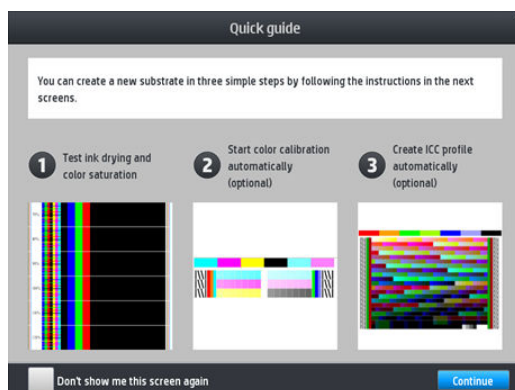 Quick guide
You can create a new substrate in three simple steps by following the instructions in the next
screens.
1
Test ink drying and
color saturation
2
Start color calibration
automatically
(optional)
3
Create ICC profile
automatically
(optional)
Don't show me this screen again
Continue